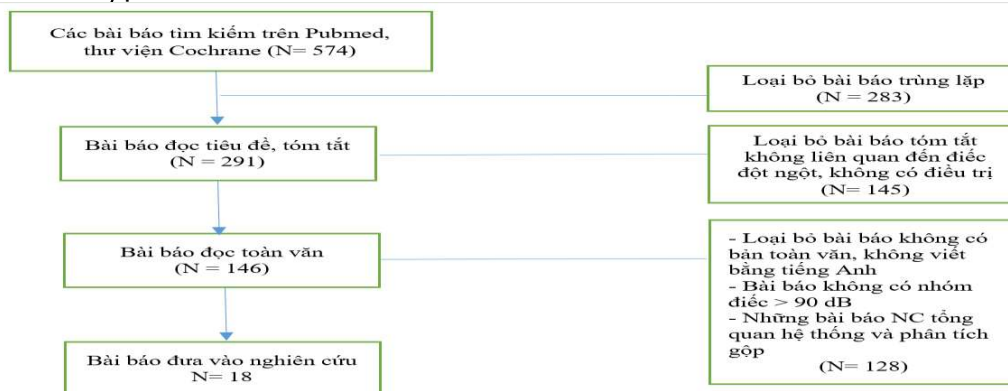 Các bài báo tìm kiếm trên Pubmed,
thư viện Cochrane (N= 574)
Loại bỏ bài báo trùng lặp
(N = 283)
Bài báo đọc tiêu đề, tóm tắt
(N = 291)
Loại bỏ bài báo tóm tắt
không liên quan đến điếc
đột ngột, không có điều trị
(N= 145)
Bài báo đọc toàn văn
(N = 146)
- Loại bỏ bài báo không có
bản toàn văn, không viết
bằng tiếng Anh
- Bài báo không có nhóm
điếc > 90 dB
- Những bài báo NC tổng
quan hệ thống và phân tích
gộp
(N= 128)
Bài báo đưa vào nghiên cứu
N= 18